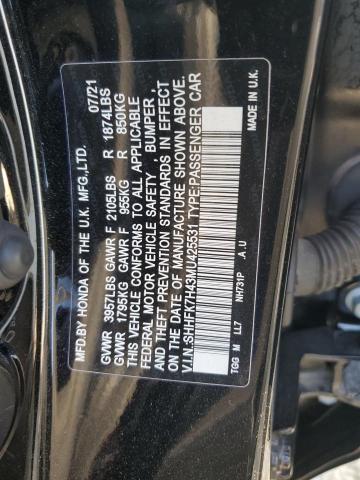 MFD.BY HONDA OF THE U.K. MFG.,LTD. 07/21
GVWR 3957LBS GAWR F 2105LBS R 1874LBS
GVWR 1795KG GAWR F 955KG R 850KG
THIS VEHICLE CONFORMS TO ALL APPLICABLE
FEDERAL MOTOR VEHICLE SAFETY , BUMPER ,
AND THEFT PREVENTION STANDARDS IN EFFECT
ON THE DATE OF MANUFACTURE SHOWN ABOVE.
V.I.N.:SHHFK7H43MU425531 TYPE:PASSENGER CAR
NH731P A.U MADE IN U.K.
TGG M LL7